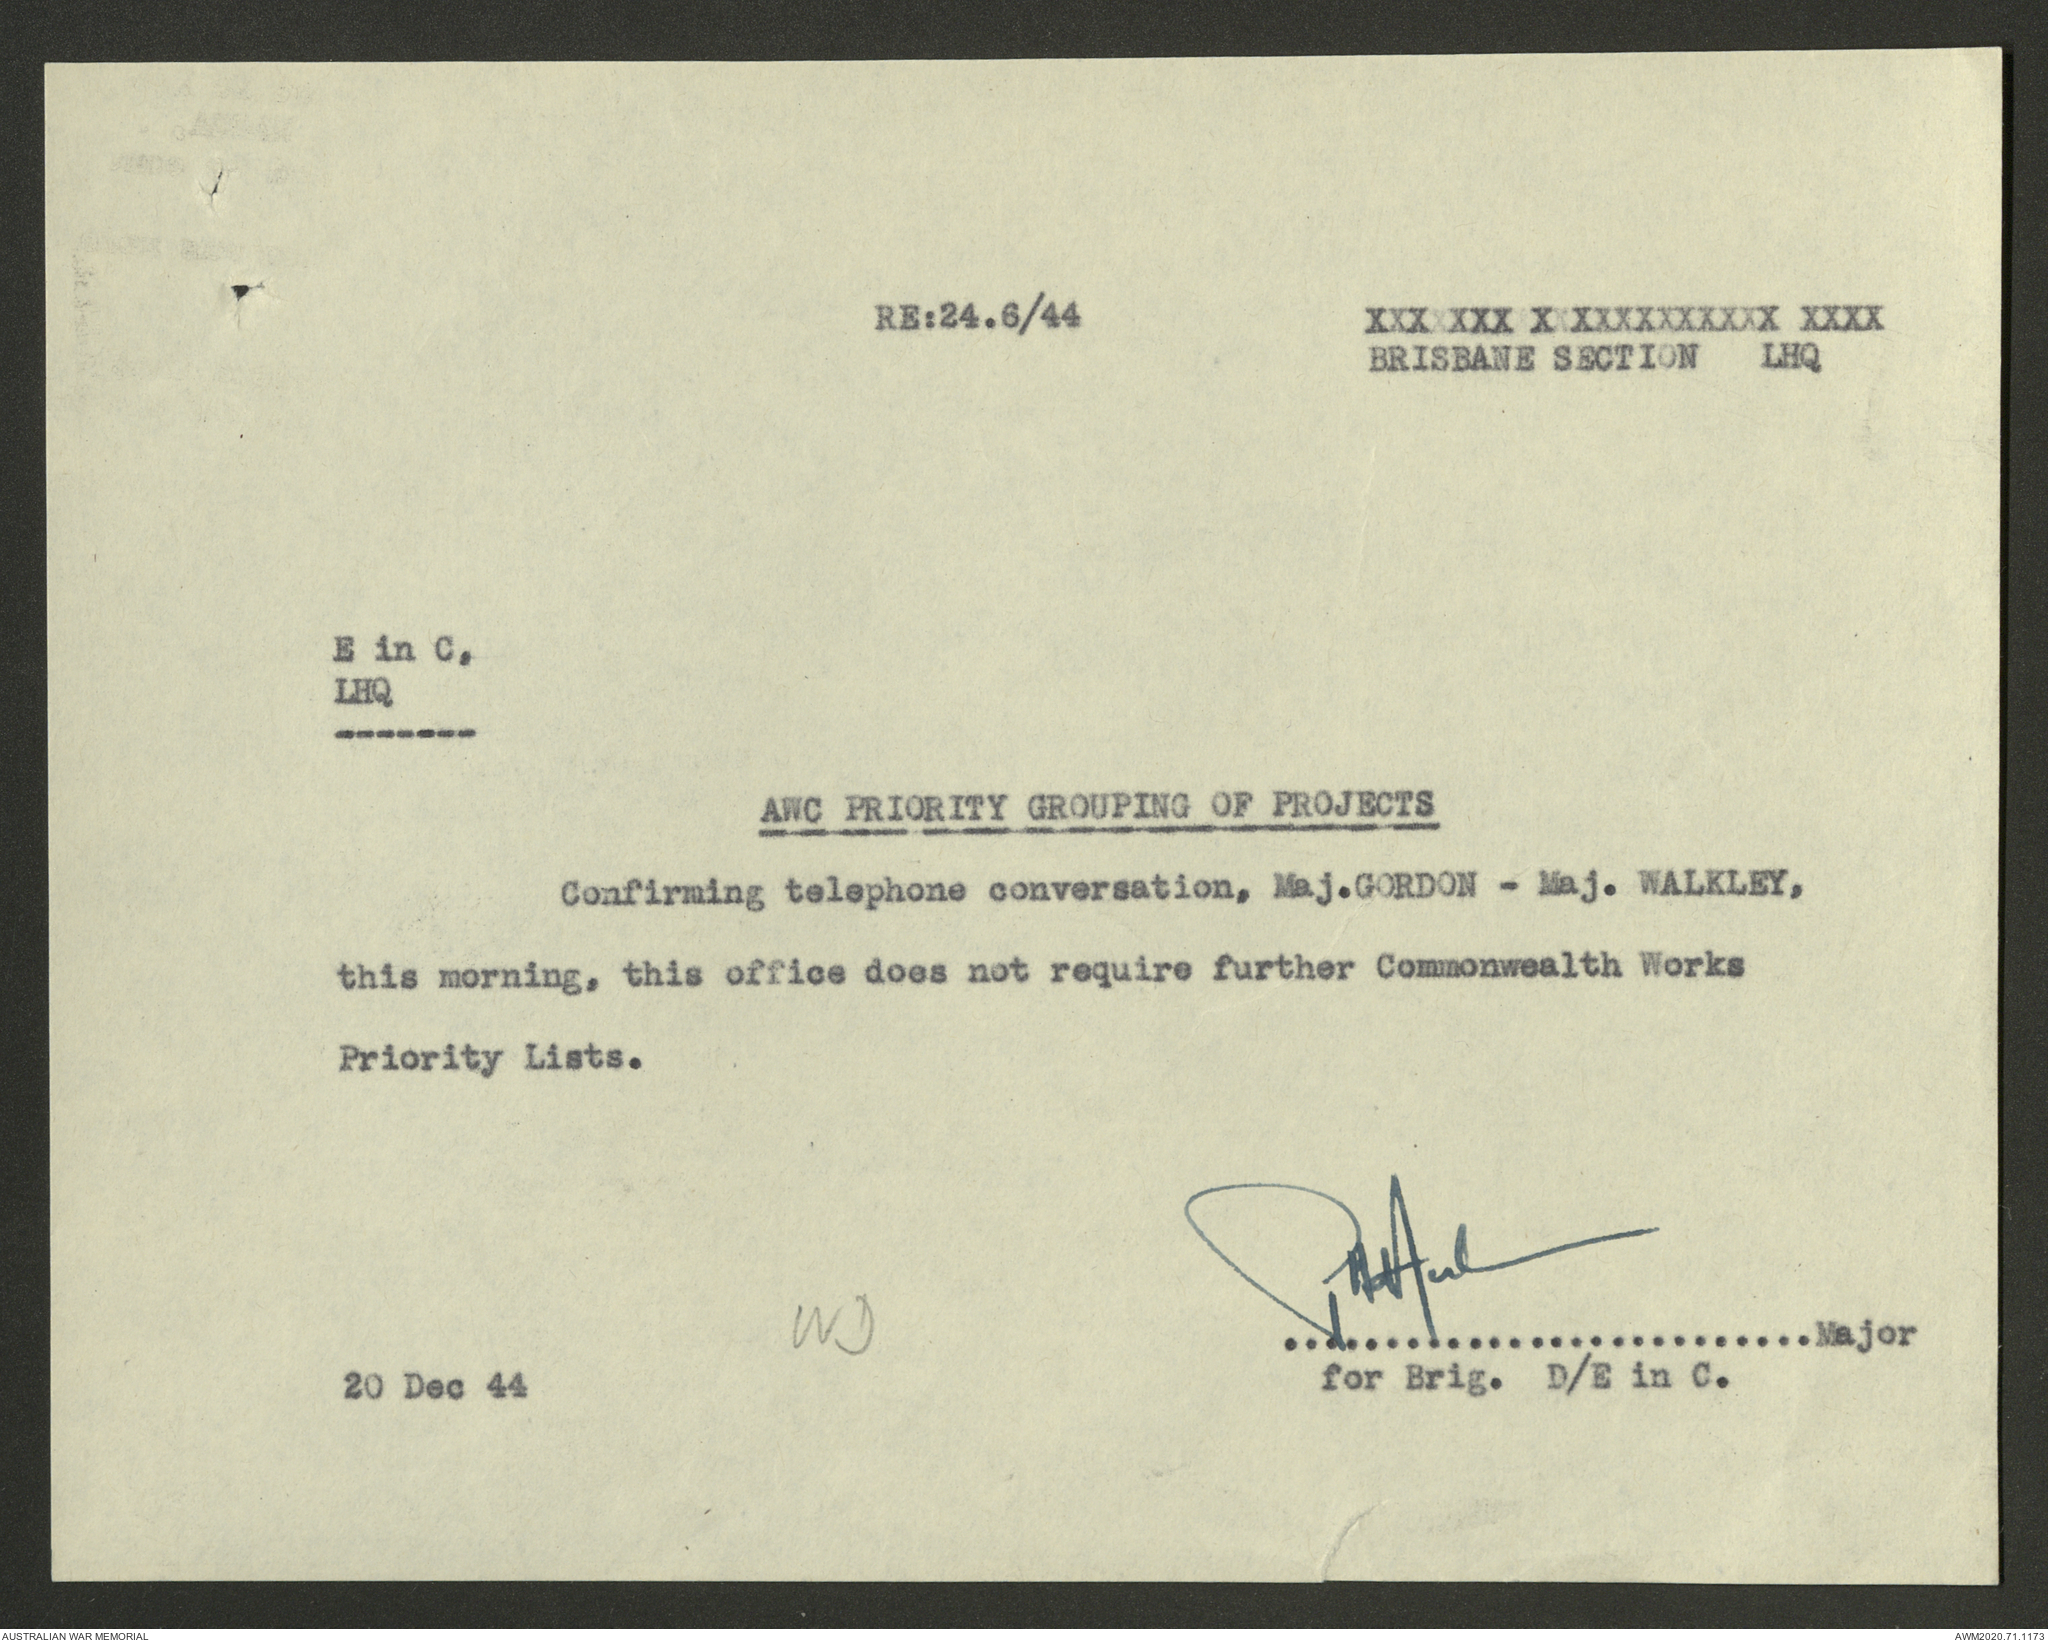 RE:24.6/44
XXX XXX X XXXXXXXXXX XXXX
BRISBANE SECTION LHQ
E in C,
LHQ
-------
AWC PRIORITY GROUPING OF PROJECTS
Confirming telephone conversation, Maj.GORDON - Maj. WALKLEY,
this morning, this office does not require further Commonwealth Works
Priority Lists.
WD
..........................Major
20 Dec 44
for Brig. D/E in C.
AUSTRALIAN WAR MEMORIAL
AWM2020.71.1173